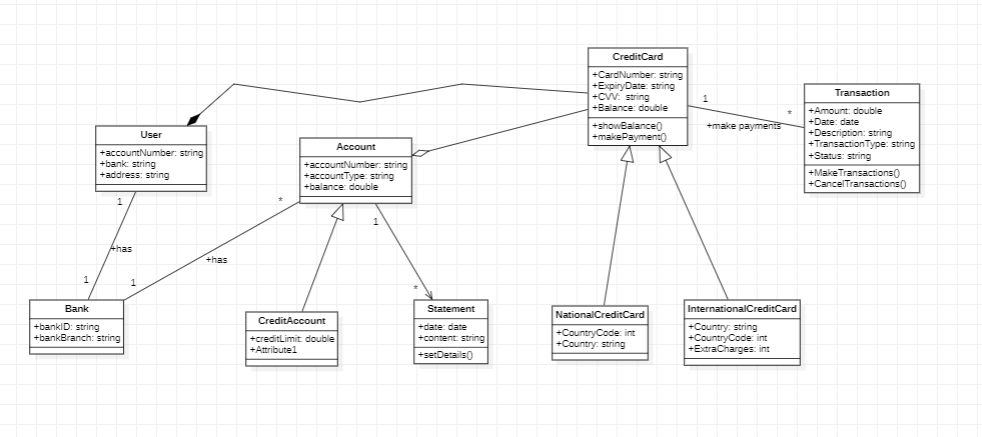 CreditCard
+CardNumber: string
+ExpiryDate: string
+CVV:  string
+Balance: double
+showBalance()
+makePayment()
1
*
+make payments
Transaction
+Amount: double
+Date: date
+Description: string
+TransactionType: string
+Status: string
+MakeTransactions()
+CancelTransactions()
User
+accountNumber: string
+bank: string
+address: string
Account
+accountNumber: string
+accountType: string
+balance: double
1
+has
1
*
+has
1
1
*
Bank
+bankID: string
+bankBranch: string
CreditAccount
+creditLimit: double
+Attribute1
Statement
+date: date
+content: string
+setDetails()
NationalCreditCard
+CountryCode: int
+Country: string
InternationalCreditCard
+Country: string
+CountryCode: int
+ExtraCharges: int